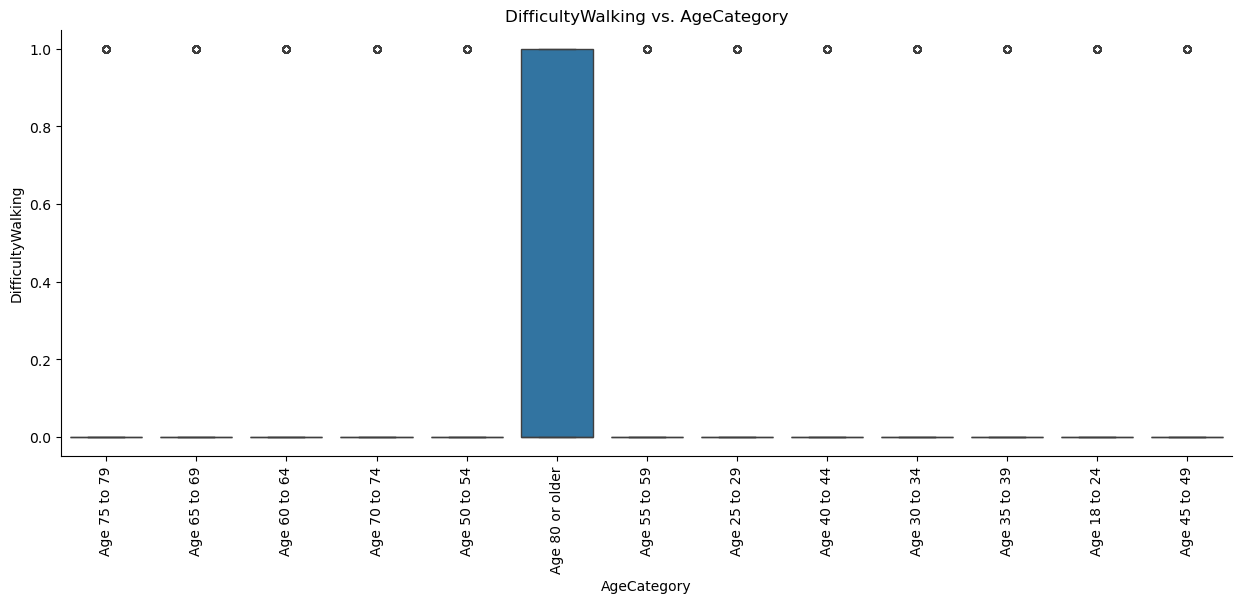 DifficultyWalking vs. AgeCategory
DifficultyWalking
1.0
0.8
0.6
0.4
0.2
0.0
Age 75 to 79
Age 65 to 69
Age 60 to 64
Age 70 to 74
Age 50 to 54
Age 80 or older
Age 55 to 59
Age 25 to 29
Age 40 to 44
Age 30 to 34
Age 35 to 39
Age 18 to 24
Age 45 to 49
AgeCategory